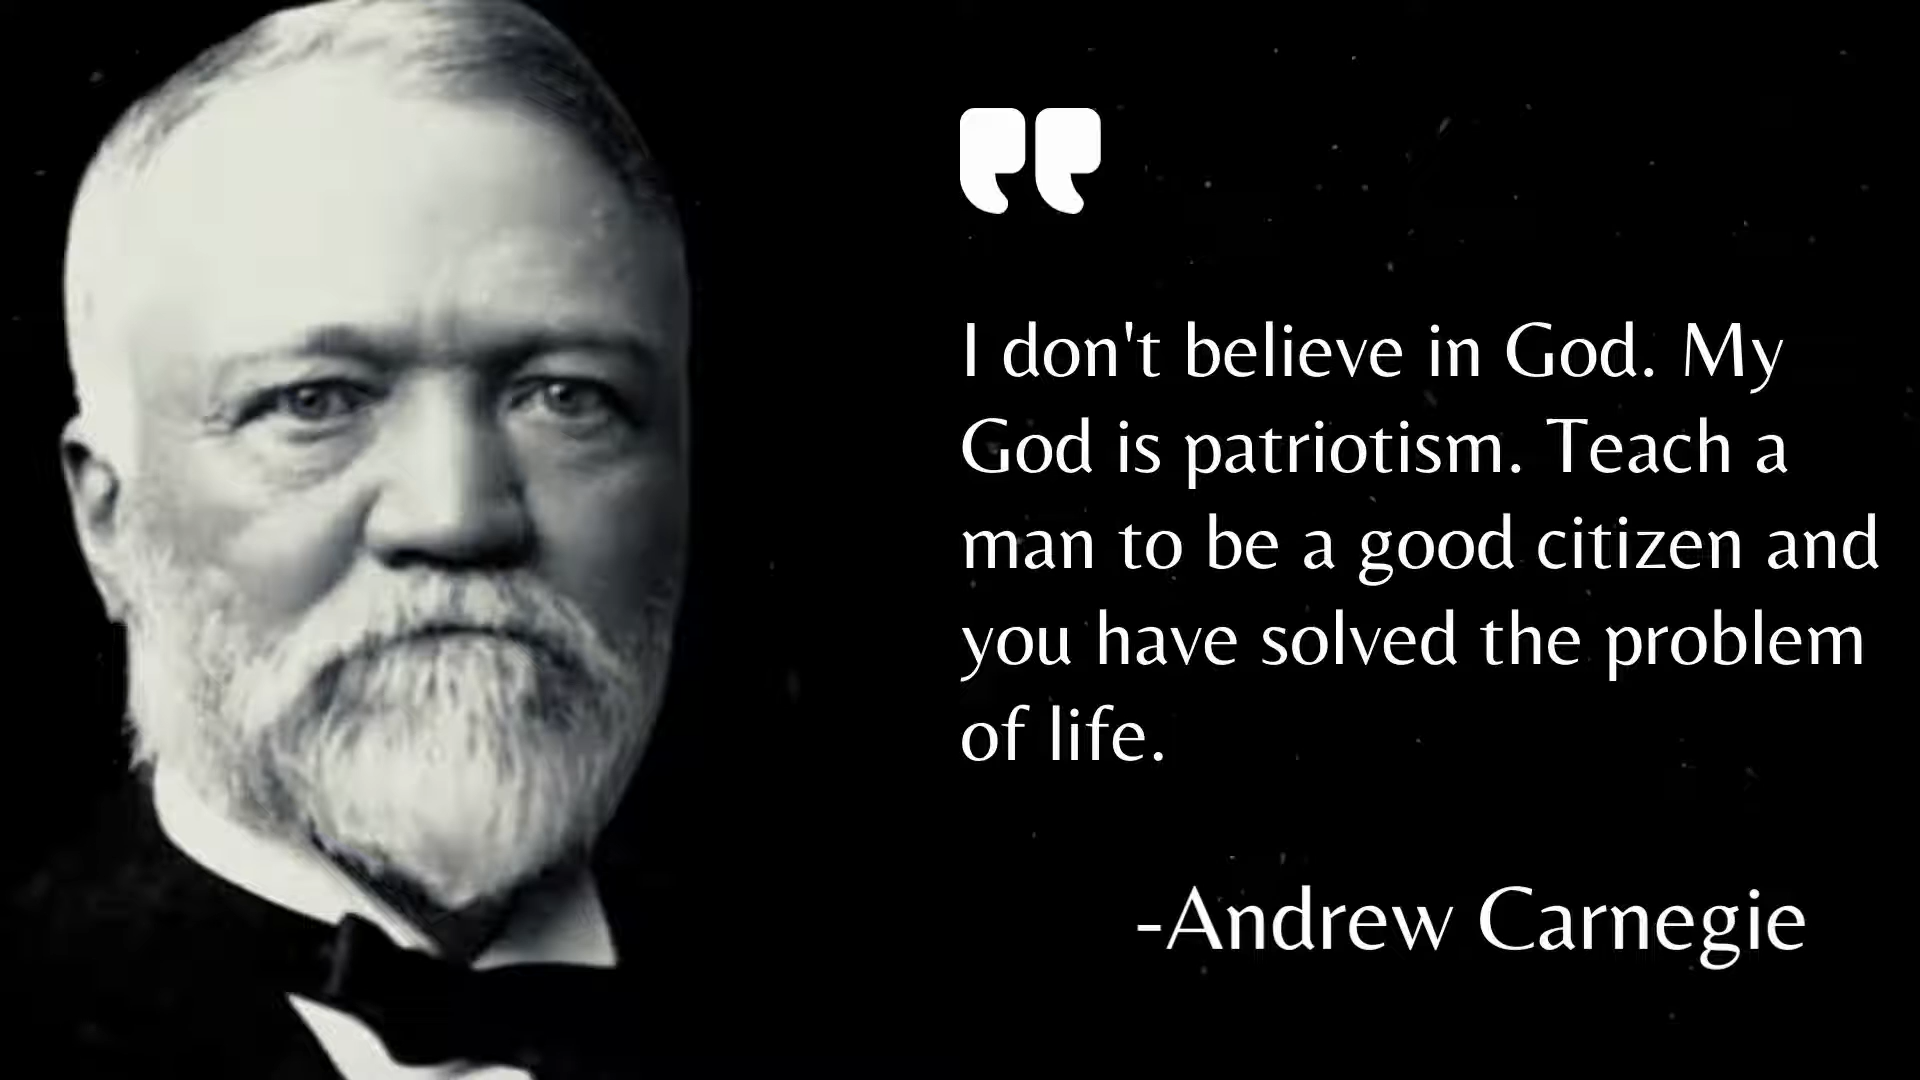 I don't believe in God. My
God is patriotism. Teach a
man to be a good citizen and
you have solved the problem
of life.
-Andrew Carnegie